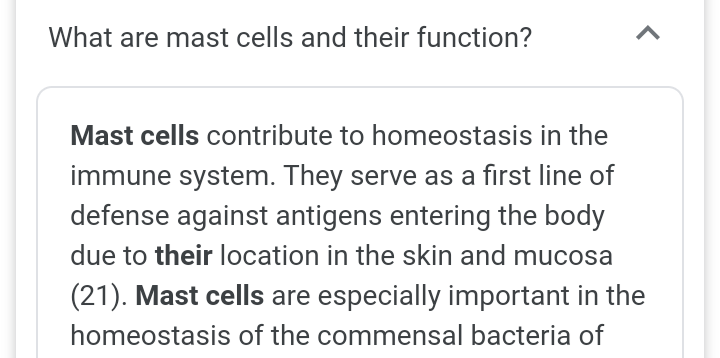 What are mast cells and their function?
Mast cells contribute to homeostasis in the
immune system. They serve as a first line of
defense against antigens entering the body
due to their location in the skin and mucosa
(21). Mast cells are especially important in the
homeostasis of the commensal bacteria of